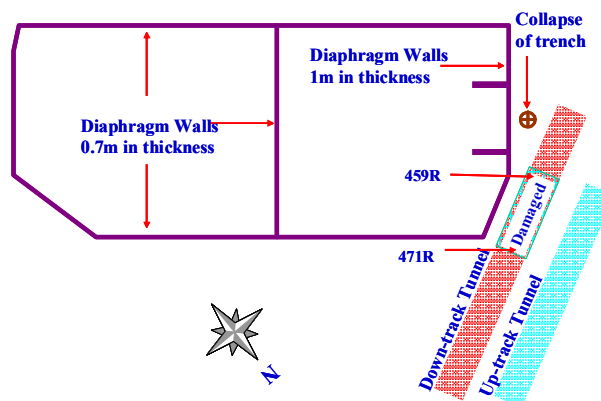 Collapse
of trench
Diaphragm Walls
1m in thickness
Diaphragm Walls
0.7m in thickness
459R
Damaged
471R
Down-track Tunnel
Up-track Tunnel
N